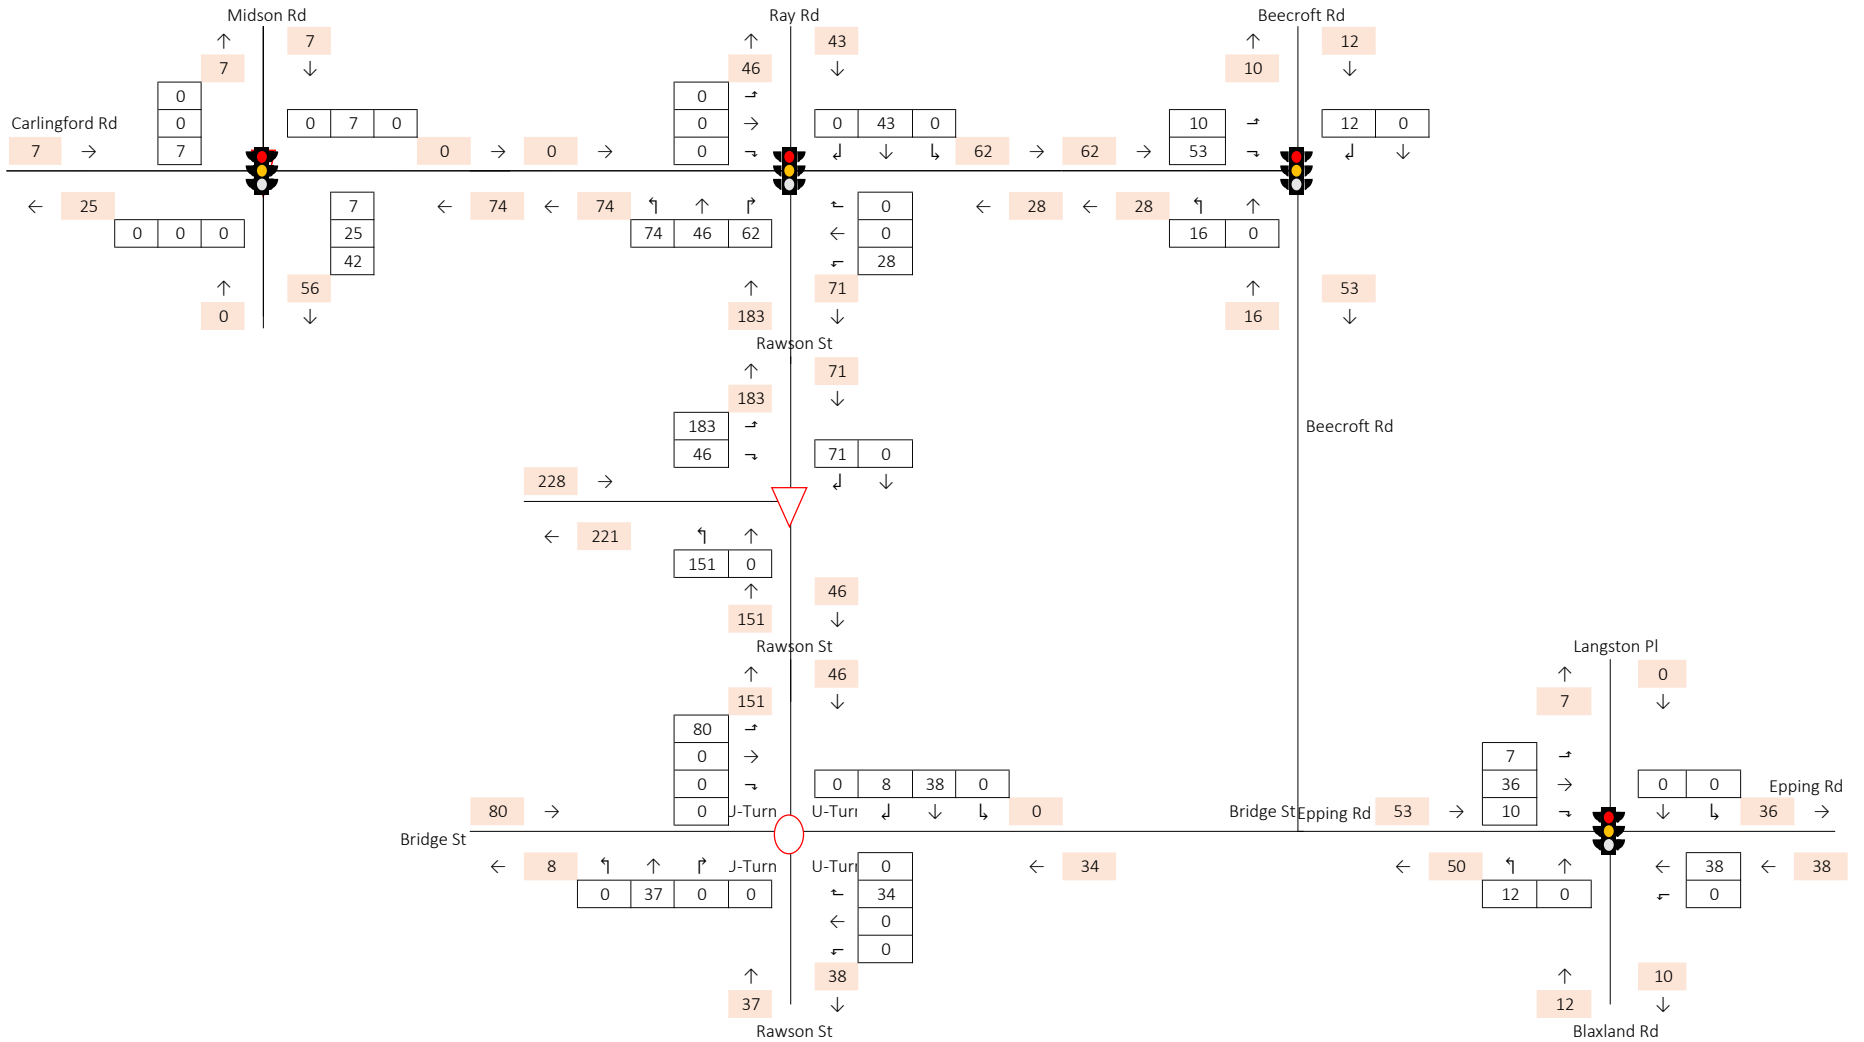 Midson Rd Ray Rd Beecroft Rd
↑ 7 ↑ 43 ↑ 12
7 ↓ 46 ↓ 10 ↓
0 0 ⬏
Carlingford Rd 0 0 7 0 0 → 0 43 0 10 ⬏ 12 0
7 → 7 0 → 0 → 0 ⬎ ↲ ↓ ↳ 62 → 62 → 53 ⬎ ↲ ↓
← 25 7 ← 74 ← 74 ↰ ↑ ↱ ⬑ 0 ← 28 ← 28 ↰ ↑
0 0 0 25 74 46 62 ← 0 16 0
42 ⬐ 28
↑ 56 ↑ 71 ↑ 53
0 ↓ 183 ↓ 16 ↓
Rawson St
↑ 71
183 ↓
183 ⬏ Beecroft Rd
46 ⬎ 71 0
228 → ↲ ↓
← 221 ↰ ↑
151 0
↑ 46
151 ↓
Rawson St Langston Pl
↑ 46 ↑ 0
151 ↓ 7 ↓
80 ⬏
0 → 7 ⬏
0 ⬎ 0 8 38 0 36 → 0 0 Epping Rd
80 → 0 U-Turn U-Turn ↲ ↓ ↳ 0 Bridge St Epping Rd 53 → 10 ⬎ ↓ ↳ 36 →
Bridge St
← 8 ↰ ↑ ↱ U-Turn U-Turn 0 ← 34 ← 50 ↰ ↑ ← 38 ← 38
0 37 0 0 ⬑ 34 12 0 ⬐ 0
← 0
⬐ 0
↑ 38 ↑ 10
37 ↓ 12 ↓
Rawson St Blaxland Rd